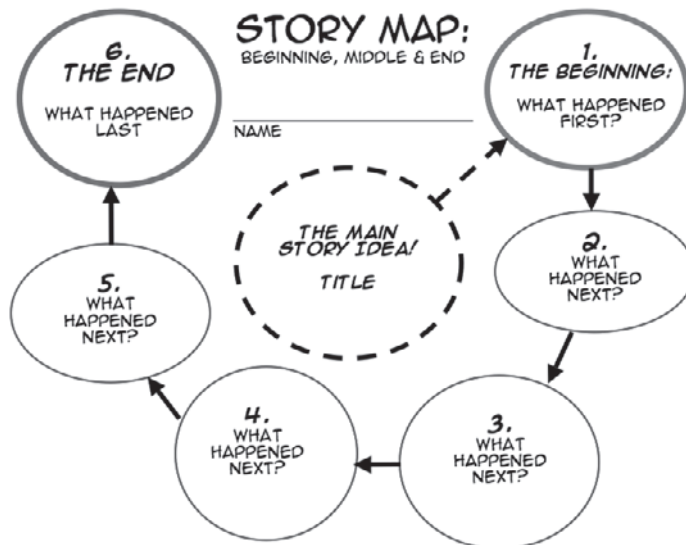 STORY MAP:
BEGINNING, MIDDLE & END
NAME
THE MAIN
STORY IDEA!
TITLE
1.
THE BEGINNING:
WHAT HAPPENED
FIRST?
2.
WHAT
HAPPENED
NEXT?
3.
WHAT
HAPPENED
NEXT?
4.
WHAT
HAPPENED
NEXT?
5.
WHAT
HAPPENED
NEXT?
6.
THE END
WHAT HAPPENED
LAST